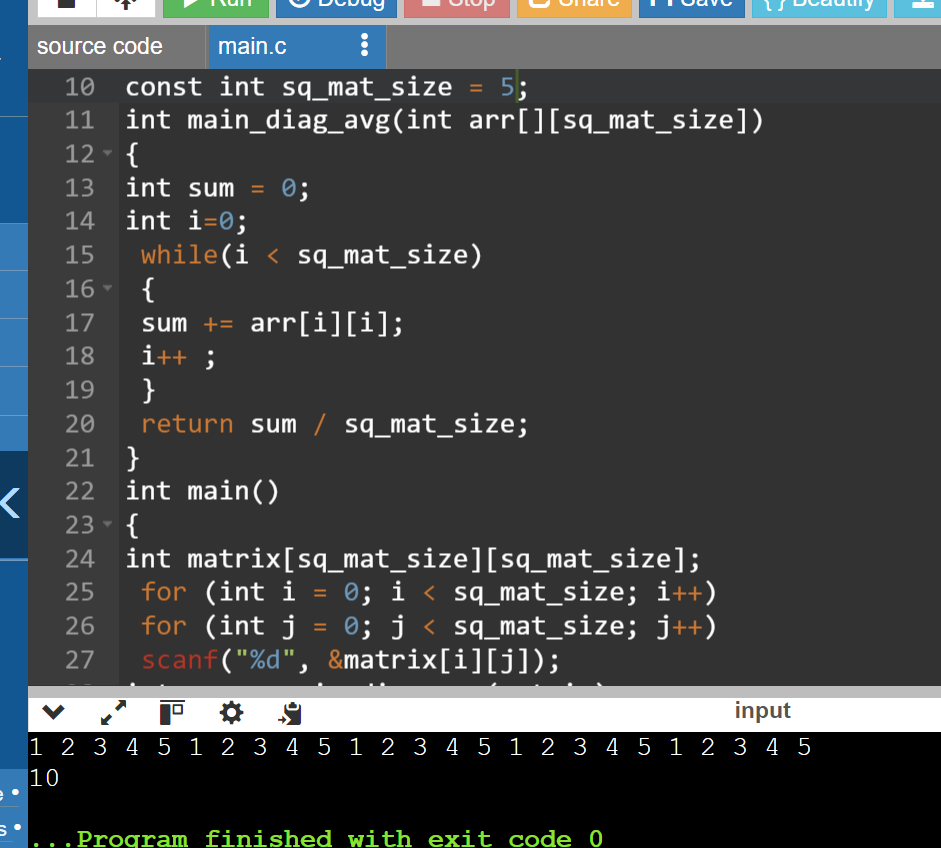 Run Debug Stop Share Save { } Beautify
source code main.c
10 const int sq_mat_size = 5;
11 int main_diag_avg(int arr[][sq_mat_size])
12 {
13 int sum = 0;
14 int i=0;
15 while(i < sq_mat_size)
16 {
17 sum += arr[i][i];
18 i++ ;
19 }
20 return sum / sq_mat_size;
21 }
22 int main()
23 {
24 int matrix[sq_mat_size][sq_mat_size];
25 for (int i = 0; i < sq_mat_size; i++)
26 for (int j = 0; j < sq_mat_size; j++)
27 scanf("%d", &matrix[i][j]);
input
1 2 3 4 5 1 2 3 4 5 1 2 3 4 5 1 2 3 4 5 1 2 3 4 5
10
...Program finished with exit code 0